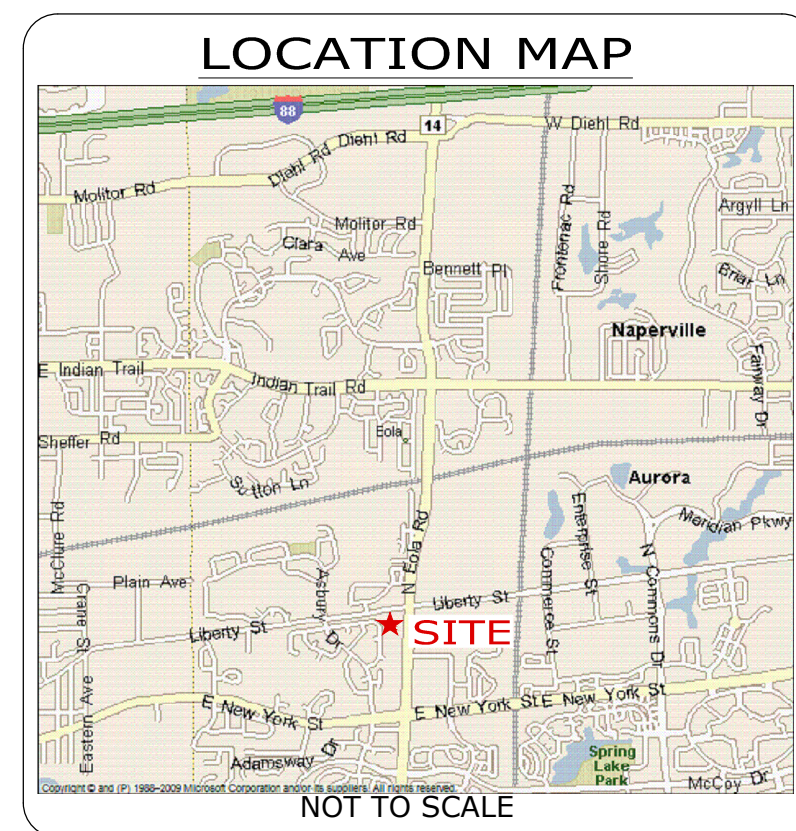 LOCATION MAP
88
14
W Diehl Rd
Diehl Rd
Diehl Rd
Molitor Rd
Argyll Ln
Frontenac Rd
Shore Rd
Molitor Rd
Clara Ave
Bennett Pl
Briar Ln
Naperville
Fairway Dr
E Indian Trail
Indian Trail Rd
Eola
Sheffer Rd
Sutton Ln
Aurora
McClure Rd
Enterprise St
Meridian Pkwy
N Eola Rd
N Commons Dr
Commerce St
Plain Ave
Asbury Dr
Crane St
Liberty St
Liberty St
SITE
Eastern Ave
E New York St
E New York St
E New York St
Adamsway Dr
Spring
Lake
Park
McCoy Dr
Copyright © and (P) 1988–2009 Microsoft Corporation and/or its suppliers. All rights reserved.
NOT TO SCALE